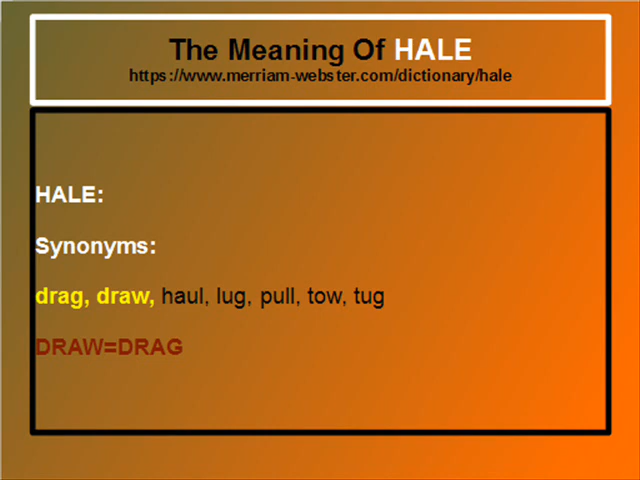 The Meaning Of HALE
https://www.merriam-webster.com/dictionary/hale
HALE:
Synonyms:
drag, draw, haul, lug, pull, tow, tug
DRAW=DRAG